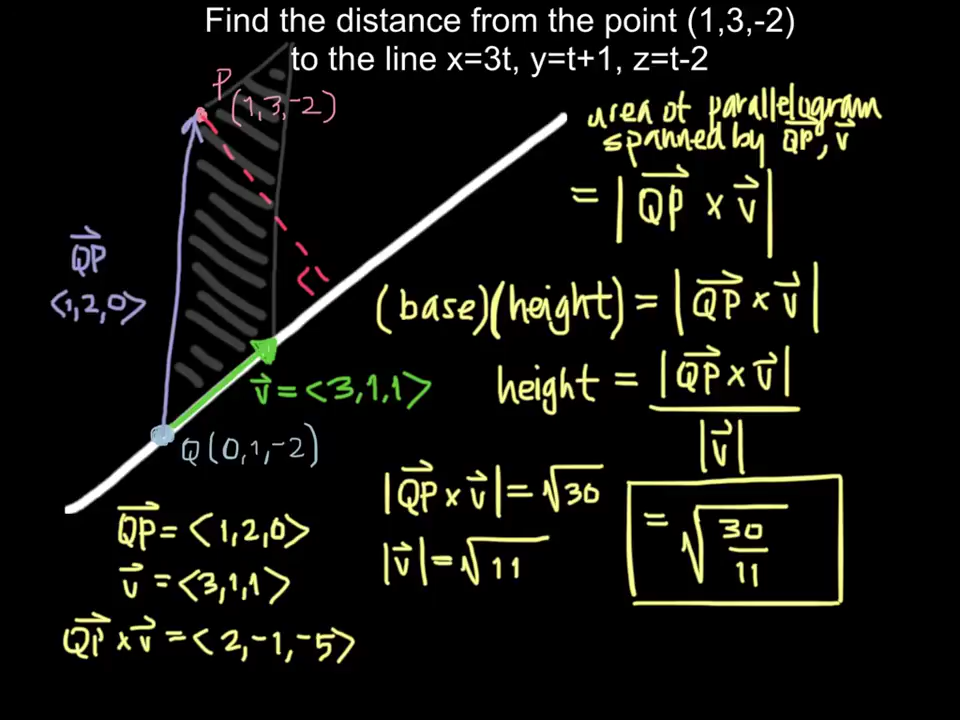 Find the distance from the point (1,3,-2)
to the line x=3t, y=t+1, z=t-2
P
(1,3,-2)
area of parallelogram
spanned by QP⃗, v⃗
= |QP⃗ × v⃗|
QP⃗
<1,2,0>
(base)(height) = |QP⃗ × v⃗|
v⃗ = <3,1,1>
height = |QP⃗ × v⃗|
|v⃗|
Q(0,1,-2)
|QP⃗ × v⃗| = √30
|v⃗| = √11
= √(30/11)
QP⃗ = <1,2,0>
v⃗ = <3,1,1>
QP⃗ × v⃗ = <2,-1,-5>